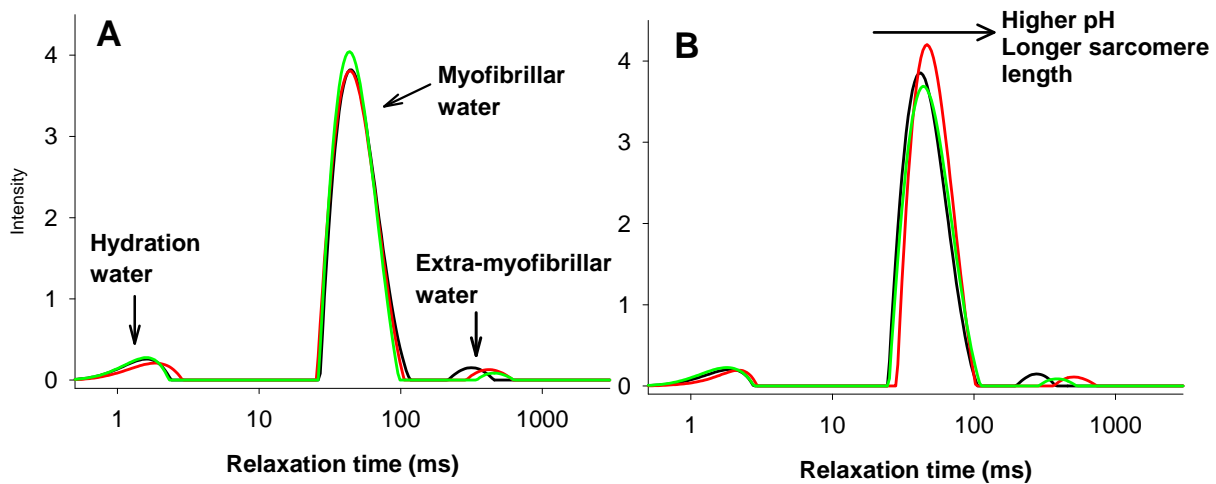 A
4
3
2
1
0
Intensity
Myofibrillar
water
Hydration
water
Extra-myofibrillar
water
1
10
100
1000
Relaxation time (ms)
B
Higher pH
Longer sarcomere
length
4
3
2
1
0
1
10
100
1000
Relaxation time (ms)